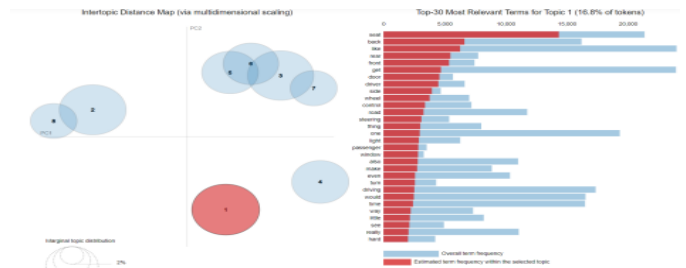 Intertopic Distance Map (via multidimensional scaling)
PC2
PC1
2
5
6
3
7
4
1
Marginal topic distribution
2%
Top-30 Most Relevant Terms for Topic 1 (16.8% of tokens)
0 5,000 10,000 15,000 20,000
seat
back
like
rear
front
get
door
driver
side
wheel
control
road
steering
thing
one
light
passenger
window
also
make
even
turn
driving
would
time
way
little
use
really
hard
Overall term frequency
Estimated term frequency within the selected topic